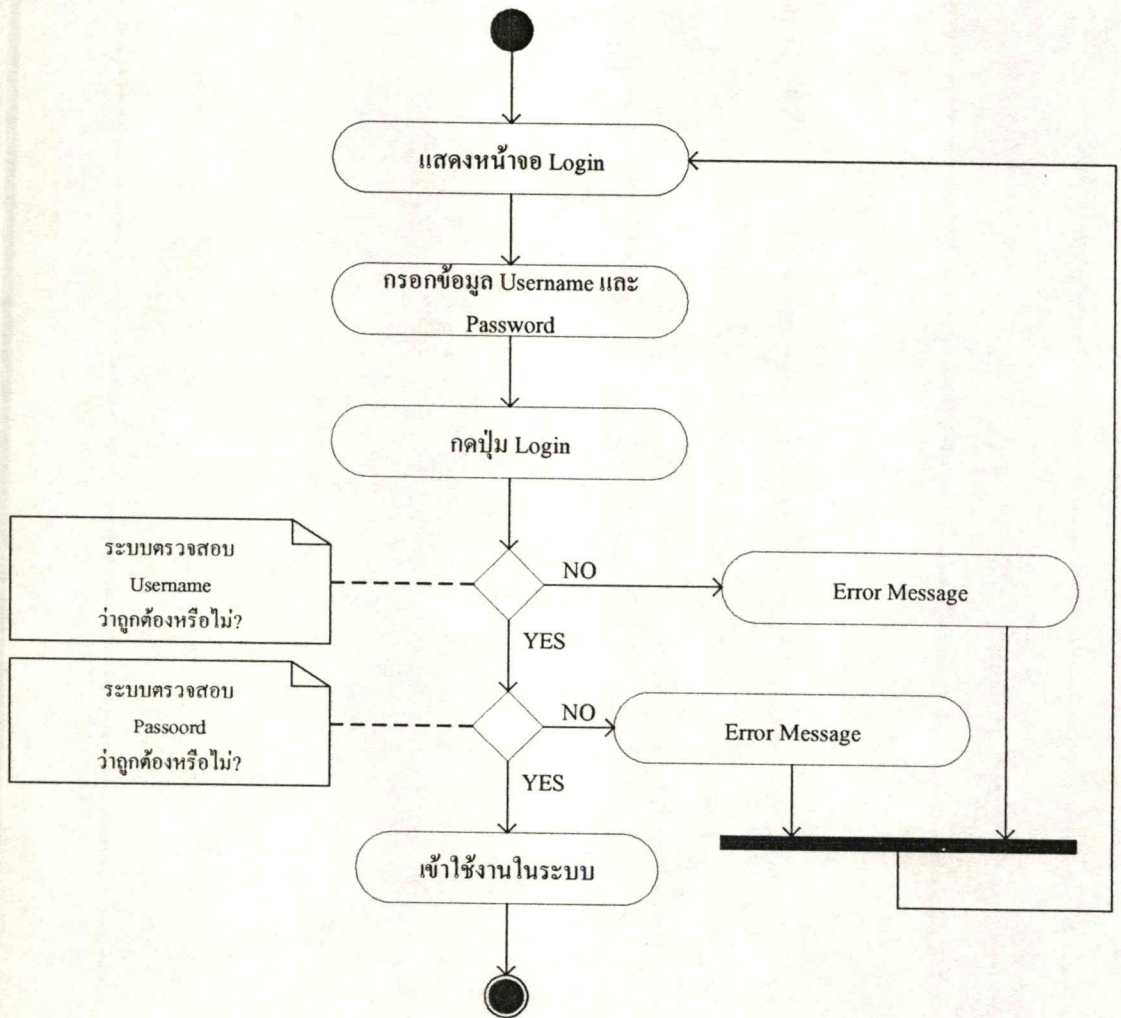 แสดงหน้าจอ Login
กรอกข้อมูล Username และ
Password
กดปุ่ม Login
ระบบตรวจสอบ
Username
ว่าถูกต้องหรือไม่?
NO
Error Message
YES
ระบบตรวจสอบ
Passoord
ว่าถูกต้องหรือไม่?
NO
Error Message
YES
เข้าใช้งานในระบบ